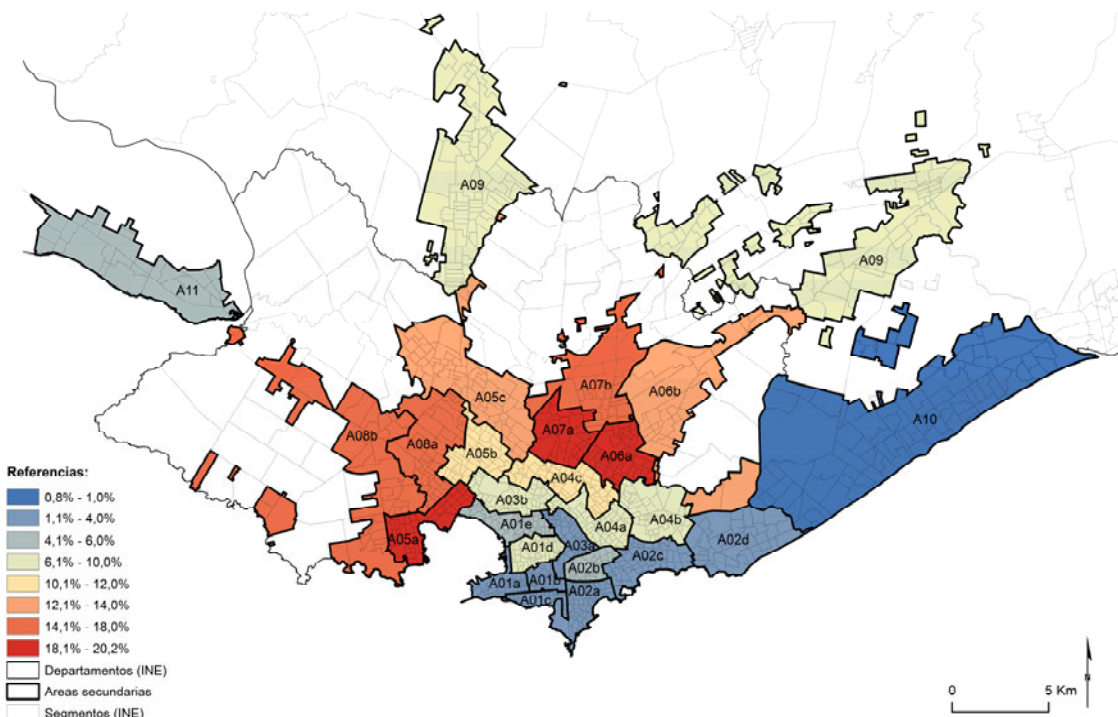 A09
A11
A09
A05c
A07b
A06b
A10
A08b
A08a
A07a
A05b
A06a
A04c
A03b
A05a
A01e
A04a
A04b
A01d
A03a
A02c
A02d
A02b
A01a
A01b
A02a
A01c
Referencias:
0,8% - 1,0%
1,1% - 4,0%
4,1% - 6,0%
6,1% - 10,0%
10,1% - 12,0%
12,1% - 14,0%
14,1% - 18,0%
18,1% - 20,2%
Departamentos (INE)
Areas secundarias
Segmentos (INE)
N
0 5 Km